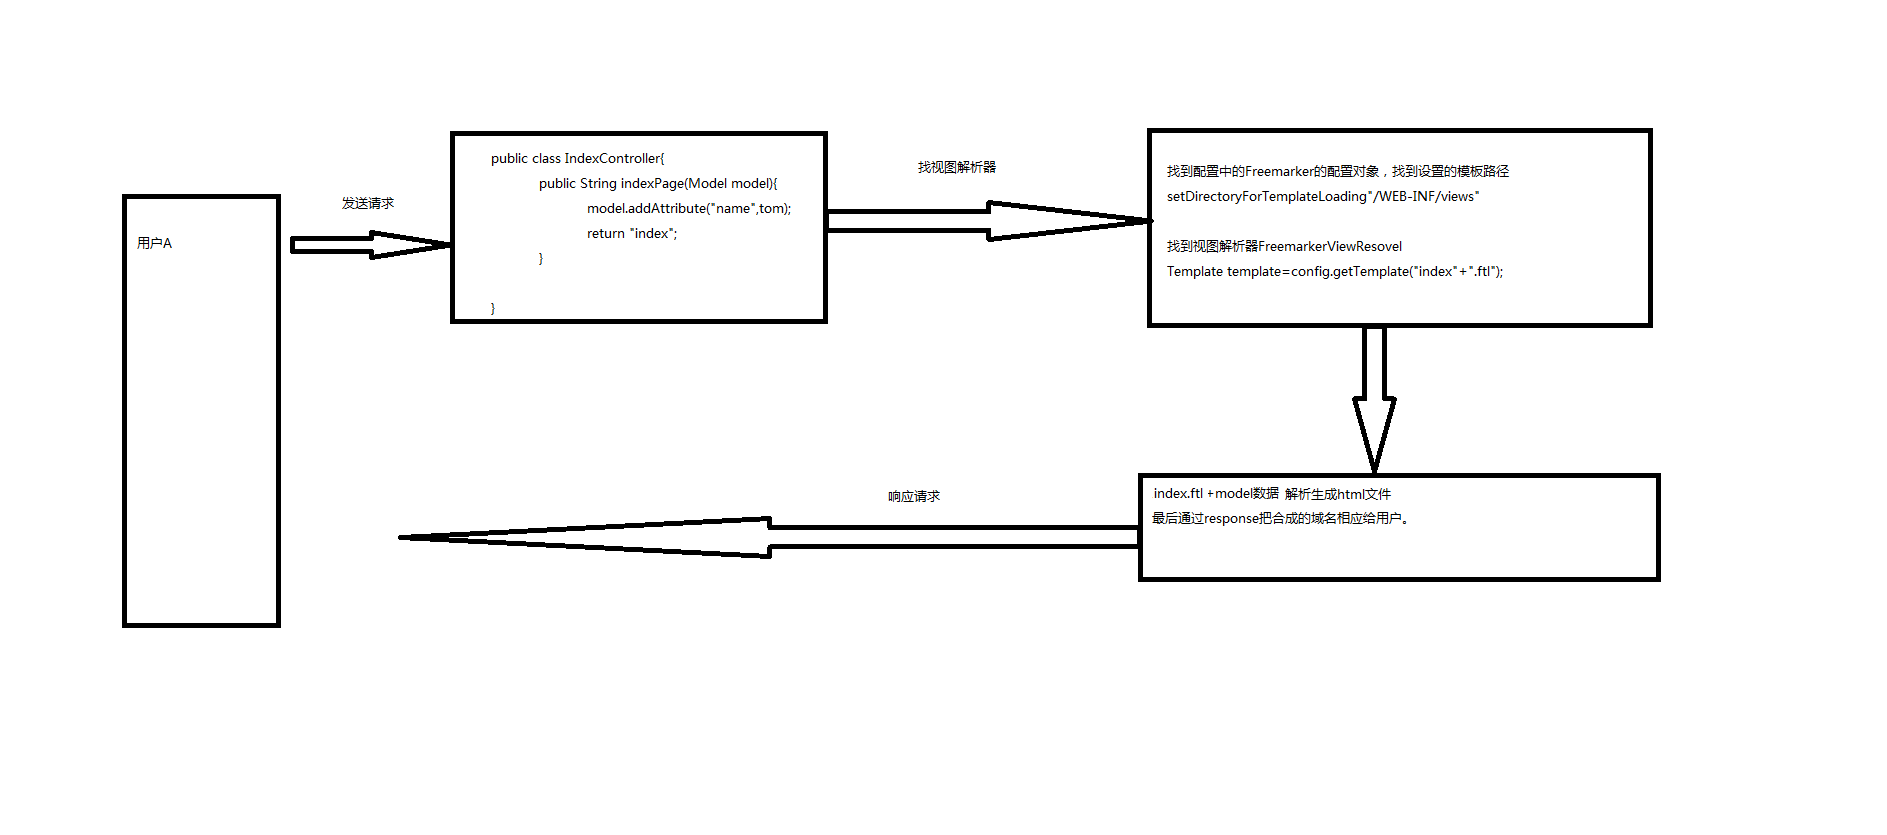 用户A
发送请求
public class IndexController{
public String indexPage(Model model){
model.addAttribute("name",tom);
return "index";
}
}
找视图解析器
找到配置中的Freemarker的配置对象，找到设置的模板路径
setDirectoryForTemplateLoading"/WEB-INF/views"
找到视图解析器FreemarkerViewResovel
Template template=config.getTemplate("index"+".ftl");
index.ftl +model数据 解析生成html文件
最后通过response把合成的域名相应给用户。
响应请求